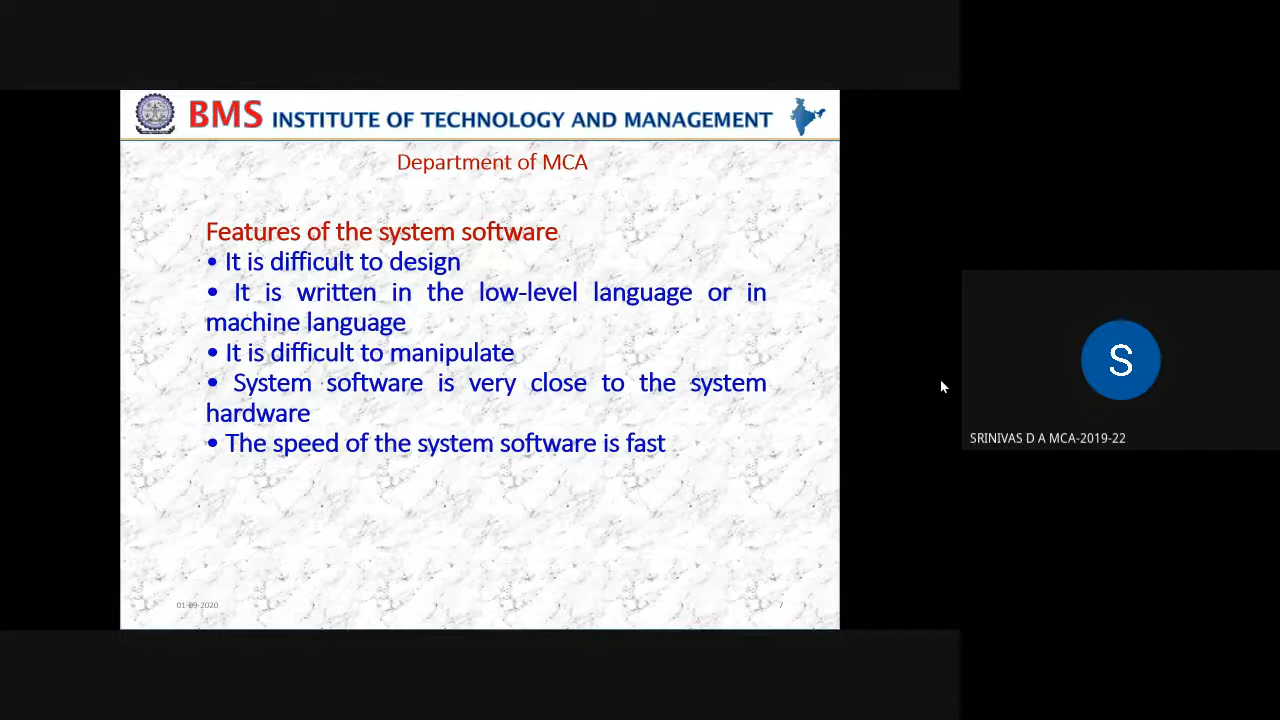 BMS INSTITUTE OF TECHNOLOGY AND MANAGEMENT
Department of MCA
Features of the system software
• It is difficult to design
• It is written in the low-level language or in
machine language
• It is difficult to manipulate
• System software is very close to the system
hardware
• The speed of the system software is fast
S
SRINIVAS D A MCA-2019-22
01-09-2020
7